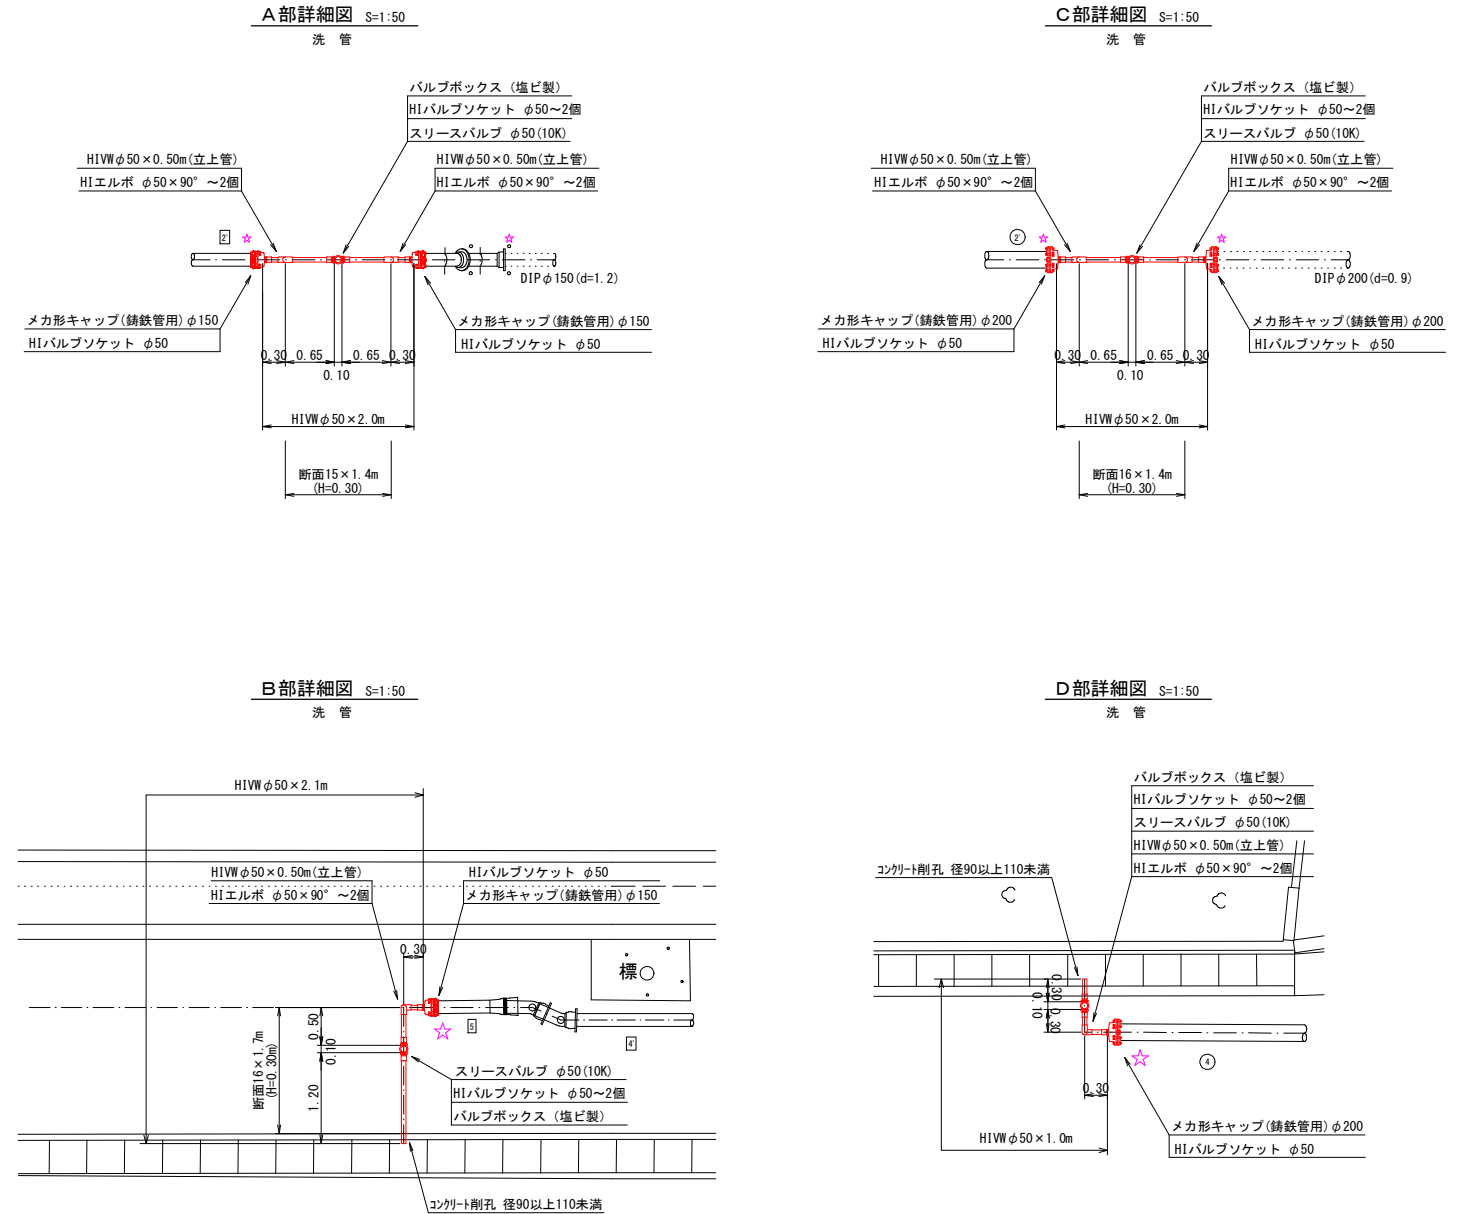 A部詳細図 S=1:50
洗 管
バルブボックス (塩ビ製)
HIバルブソケット φ50～2個
スリースバルブ φ50(10K)
HIVWφ50×0.50m(立上管)
HIエルボ φ50×90° ～2個
HIVWφ50×0.50m(立上管)
HIエルボ φ50×90° ～2個
2'
☆
☆
DIPφ150(d=1.2)
メカ形キャップ(鋳鉄管用)φ150
HIバルブソケット φ50
メカ形キャップ(鋳鉄管用)φ150
HIバルブソケット φ50
0.30 0.65 0.65 0.30
0.10
HIVWφ50×2.0m
断面15×1.4m
(H=0.30)
C部詳細図 S=1:50
洗 管
バルブボックス (塩ビ製)
HIバルブソケット φ50～2個
スリースバルブ φ50(10K)
HIVWφ50×0.50m(立上管)
HIエルボ φ50×90° ～2個
HIVWφ50×0.50m(立上管)
HIエルボ φ50×90° ～2個
2'
☆
☆
DIPφ200(d=0.9)
メカ形キャップ(鋳鉄管用)φ200
HIバルブソケット φ50
メカ形キャップ(鋳鉄管用)φ200
HIバルブソケット φ50
0.30 0.65 0.65 0.30
0.10
HIVWφ50×2.0m
断面16×1.4m
(H=0.30)
B部詳細図 S=1:50
洗 管
HIVWφ50×2.1m
HIVWφ50×0.50m(立上管)
HIエルボ φ50×90° ～2個
HIバルブソケット φ50
メカ形キャップ(鋳鉄管用)φ150
0.30
標
☆
5
4'
0.50
0.10
1.20
断面16×1.7m
(H=0.30m)
スリースバルブ φ50(10K)
HIバルブソケット φ50～2個
バルブボックス (塩ビ製)
ｺﾝｸﾘｰﾄ削孔 径90以上110未満
D部詳細図 S=1:50
洗 管
バルブボックス (塩ビ製)
HIバルブソケット φ50～2個
スリースバルブ φ50(10K)
HIVWφ50×0.50m(立上管)
HIエルボ φ50×90° ～2個
ｺﾝｸﾘｰﾄ削孔 径90以上110未満
0.30
0.10
0.30
☆
4
0.30
HIVWφ50×1.0m
メカ形キャップ(鋳鉄管用)φ200
HIバルブソケット φ50